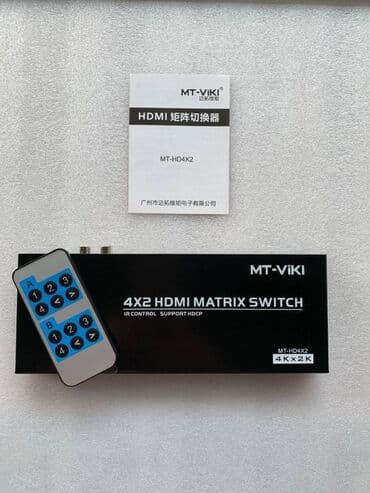 MT-ViKI®
迈拓维矩
HDMI 矩阵切换器
MT-HD4X2
广州市迈拓维矩电子有限公司
MT-ViKI
4X2 HDMI MATRIX SWITCH
IR CONTROL SUPPORT HDCP
MT-HD4X2
4K x 2K
A
1 2 3
4 < >
B
1 2 3
4 < >